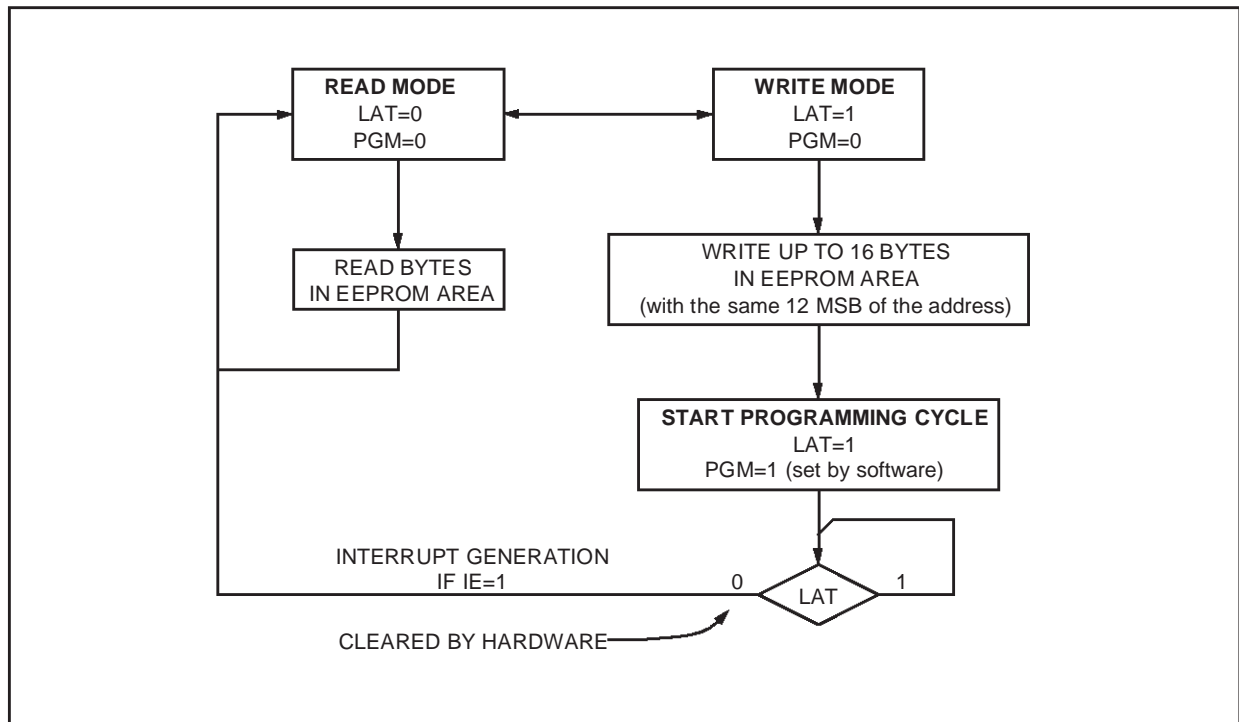 READ MODE
LAT=0
PGM=0
WRITE MODE
LAT=1
PGM=0
READ BYTES
IN EEPROM AREA
WRITE UP TO 16 BYTES
IN EEPROM AREA
(with the same 12 MSB of the address)
START PROGRAMMING CYCLE
LAT=1
PGM=1 (set by software)
INTERRUPT GENERATION
IF IE=1
0
LAT
1
CLEARED BY HARDWARE